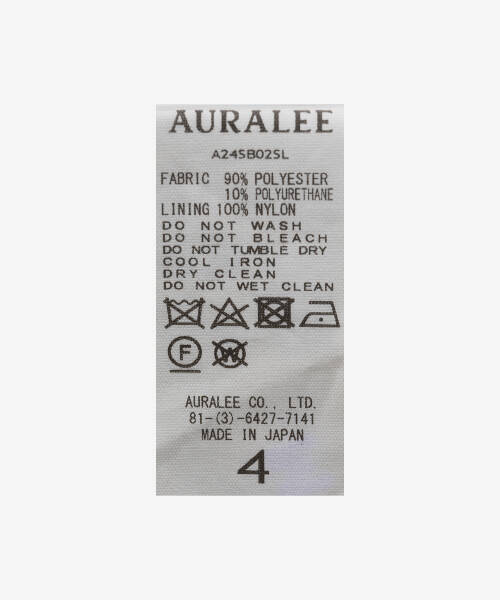 AURALEE
A24SB02SL
FABRIC 90% POLYESTER
10% POLYURETHANE
LINING 100% NYLON
DO NOT WASH
DO NOT BLEACH
DO NOT TUMBLE DRY
COOL IRON
DRY CLEAN
DO NOT WET CLEAN
F W
AURALEE CO., LTD.
81-(3)-6427-7141
MADE IN JAPAN
4